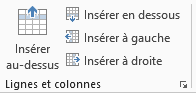 Insérer
au-dessus
Insérer en dessous
Insérer à gauche
Insérer à droite
Lignes et colonnes